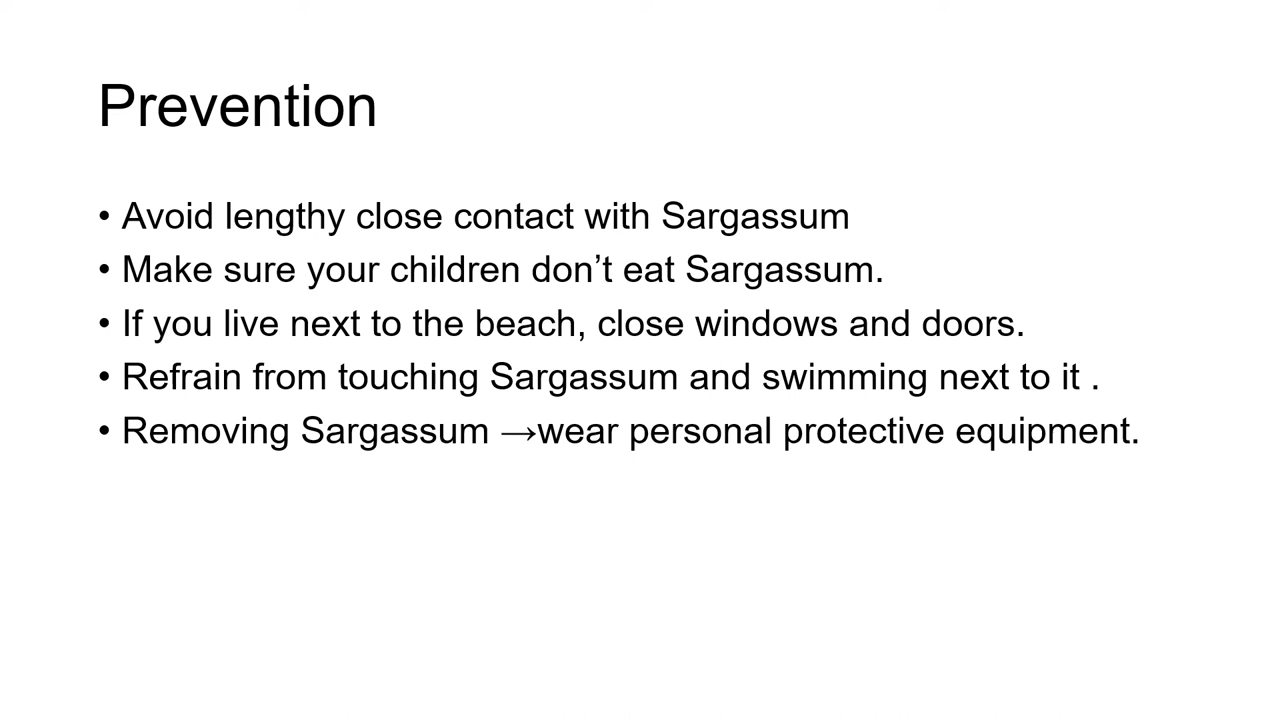 Prevention
• Avoid lengthy close contact with Sargassum
• Make sure your children don’t eat Sargassum.
• If you live next to the beach, close windows and doors.
• Refrain from touching Sargassum and swimming next to it .
• Removing Sargassum →wear personal protective equipment.